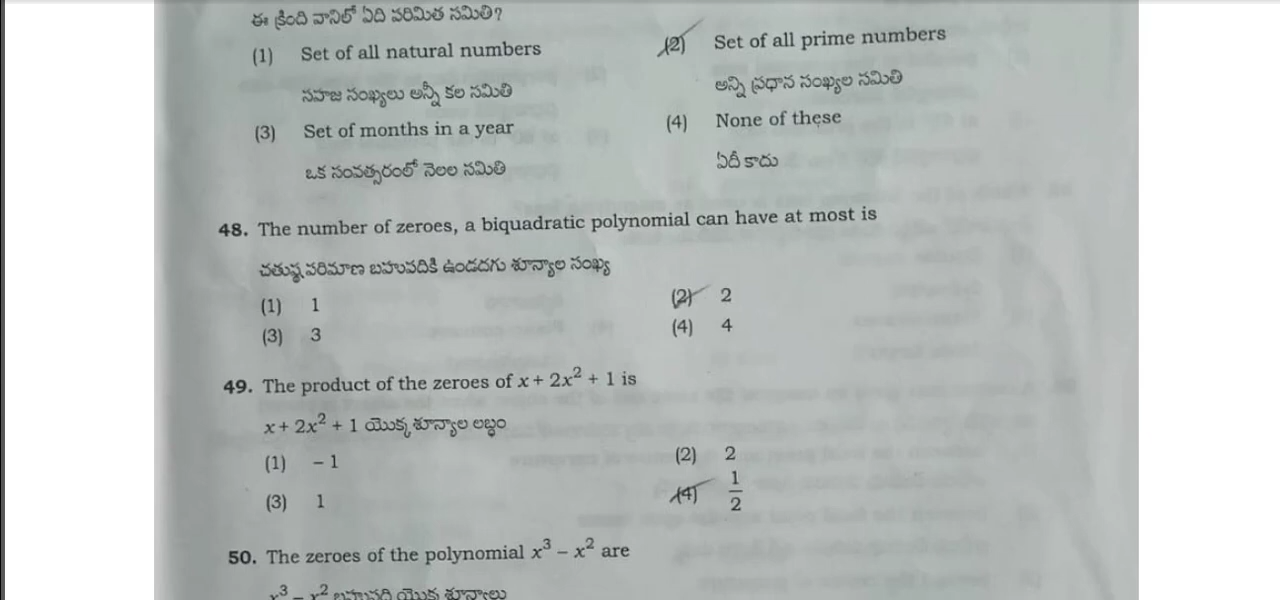 ఈ క్రింది వానిలో ఏది పరిమిత సమితి?
(1) Set of all natural numbers (2) Set of all prime numbers
సహజ సంఖ్యలు అన్నీ కల సమితి అన్ని ప్రధాన సంఖ్యల సమితి
(3) Set of months in a year (4) None of these
ఒక సంవత్సరంలో నెలల సమితి ఏదీ కాదు
48. The number of zeroes, a biquadratic polynomial can have at most is
చతుష్పరిమాణ బహుపదికి ఉండదగు శూన్యాల సంఖ్య
(1) 1 (2) 2
(3) 3 (4) 4
49. The product of the zeroes of x + 2x² + 1 is
x + 2x² + 1 యొక్క శూన్యాల లబ్ధం
(1) – 1 (2) 2
(3) 1 (4) 1/2
50. The zeroes of the polynomial x³ – x² are
x³ – x² బహుపది యొక్క శూన్యాలు